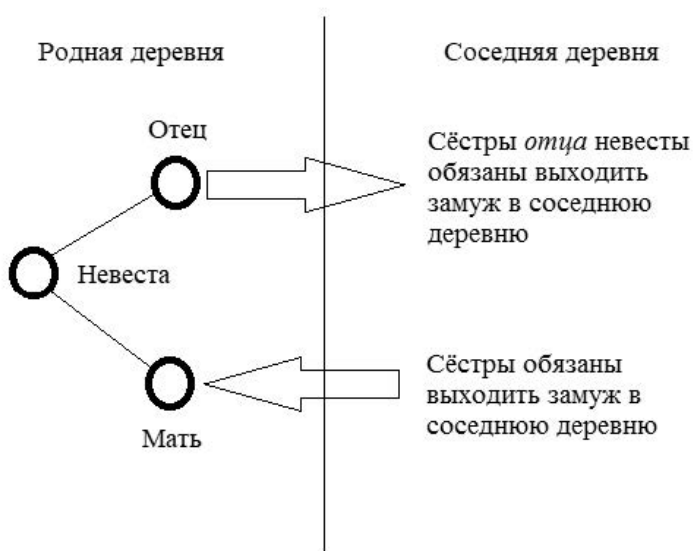 Родная деревня
Соседняя деревня
Отец
Сёстры отца невесты
обязаны выходить
замуж в соседнюю
деревню
Невеста
Сёстры обязаны
выходить замуж в
соседнюю деревню
Мать